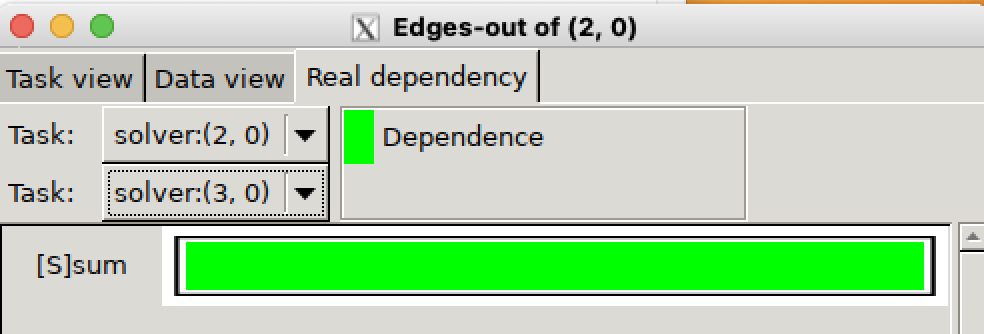 Edges-out of (2, 0)
Task view Data view Real dependency
Task: solver:(2, 0) Dependence
Task: solver:(3, 0)
[S]sum